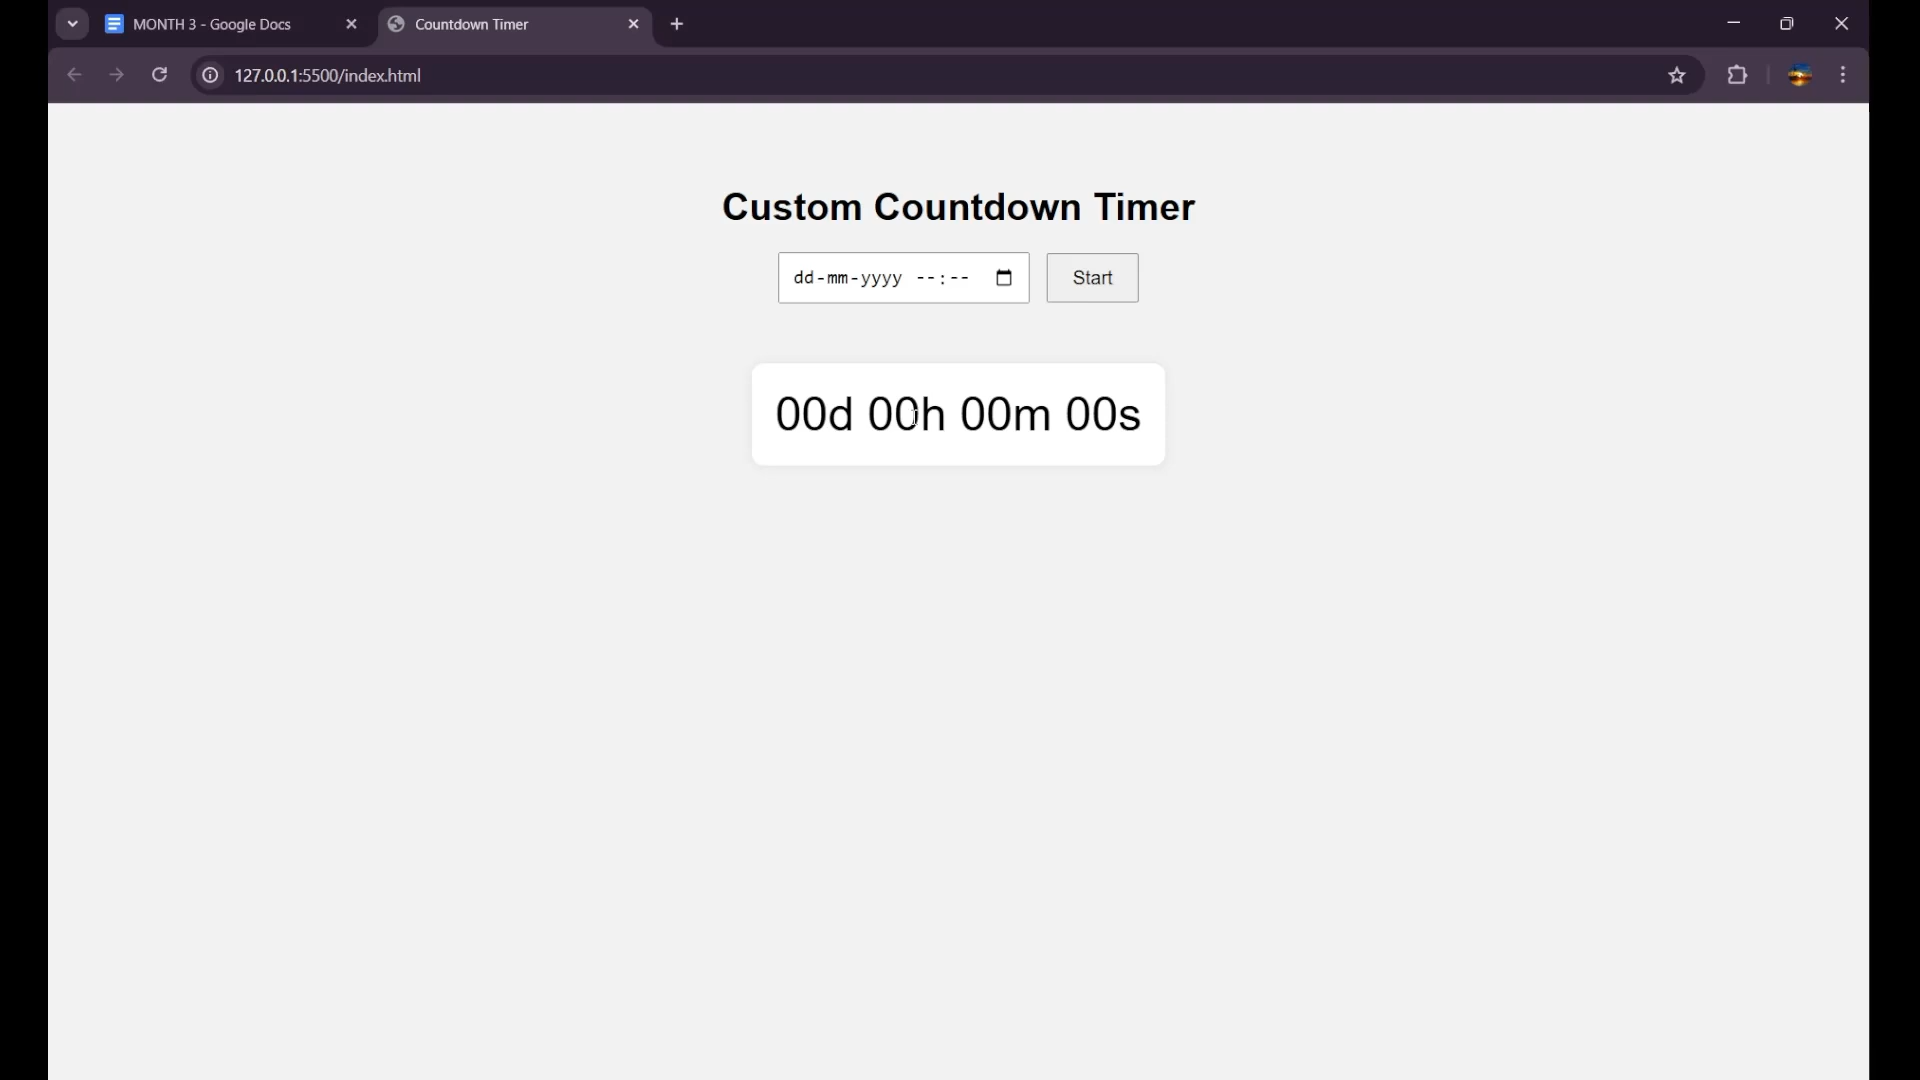 MONTH 3 - Google Docs
Countdown Timer
127.0.0.1:5500/index.html
Custom Countdown Timer
dd-mm-yyyy --:--
Start
00d 00h 00m 00s